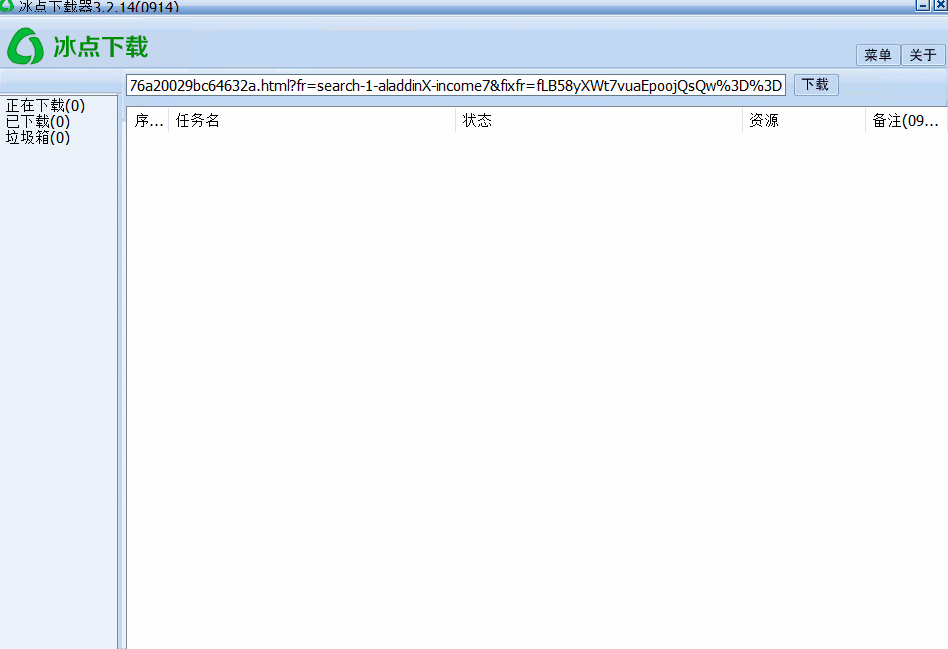 冰点下载器3.2.14(0914)
冰点下载
菜单 关于
76a20029bc64632a.html?fr=search-1-aladdinX-income7&fixfr=fLB58yXWt7vuaEpoojQsQw%3D%3D 下载
正在下载(0)
已下载(0)
垃圾箱(0)
序... 任务名 状态 资源 备注(09...